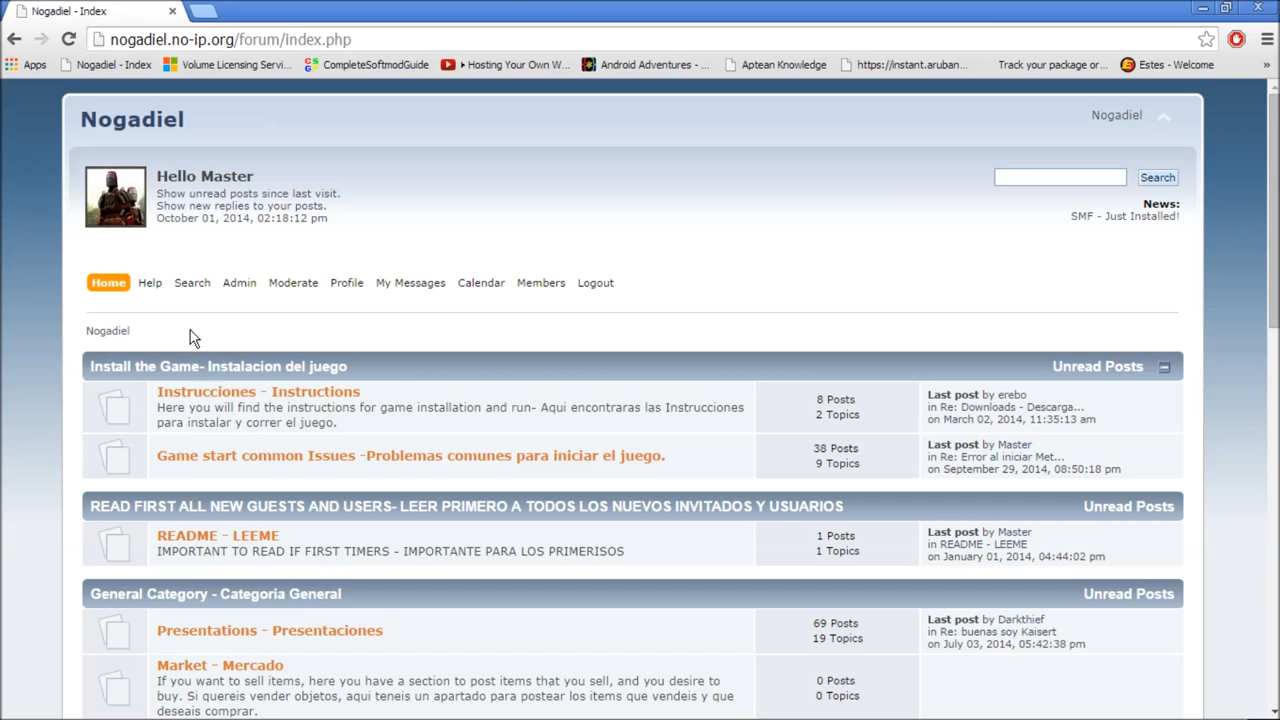 Nogadiel - Index
nogadiel.no-ip.org/forum/index.php
Apps Nogadiel - Index Volume Licensing Servi... CompleteSoftmodGuide Hosting Your Own W... Android Adventures - ... Aptean Knowledge https://instant.aruban... Track your package or... Estes - Welcome »
Nogadiel
Nogadiel
Hello Master
Show unread posts since last visit.
Show new replies to your posts.
October 01, 2014, 02:18:12 pm
Search
News:
SMF - Just Installed!
Home Help Search Admin Moderate Profile My Messages Calendar Members Logout
Nogadiel
Install the Game- Instalacion del juego Unread Posts
Instrucciones - Instructions
Here you will find the instructions for game installation and run- Aqui encontraras las Instrucciones
para instalar y correr el juego.
8 Posts
2 Topics
Last post by erebo
in Re: Downloads - Descarga...
on March 02, 2014, 11:35:13 am
Game start common Issues -Problemas comunes para iniciar el juego.
38 Posts
9 Topics
Last post by Master
in Re: Error al iniciar Met...
on September 29, 2014, 08:50:18 pm
READ FIRST ALL NEW GUESTS AND USERS- LEER PRIMERO A TODOS LOS NUEVOS INVITADOS Y USUARIOS Unread Posts
README - LEEME
IMPORTANT TO READ IF FIRST TIMERS - IMPORTANTE PARA LOS PRIMERISOS
1 Posts
1 Topics
Last post by Master
in README - LEEME
on January 01, 2014, 04:44:02 pm
General Category - Categoria General Unread Posts
Presentations - Presentaciones
69 Posts
19 Topics
Last post by Darkthief
in Re: buenas soy Kaisert
on July 03, 2014, 05:42:38 pm
Market - Mercado
If you want to sell items, here you have a section to post items that you sell, and you desire to
buy. Si quereis vender objetos, aqui teneis un apartado para postear los items que vendeis y que
deseais comprar.
0 Posts
0 Topics